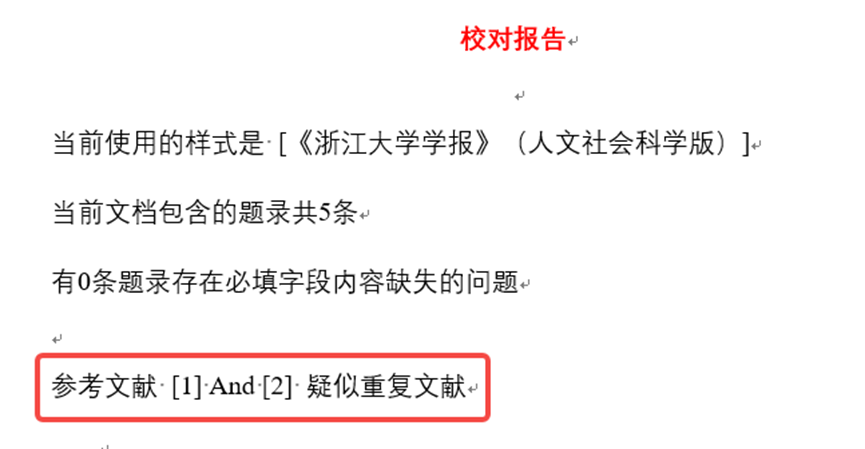 校对报告
当前使用的样式是 [《浙江大学学报》（人文社会科学版）]
当前文档包含的题录共5条
有0条题录存在必填字段内容缺失的问题
参考文献 [1] And [2] 疑似重复文献